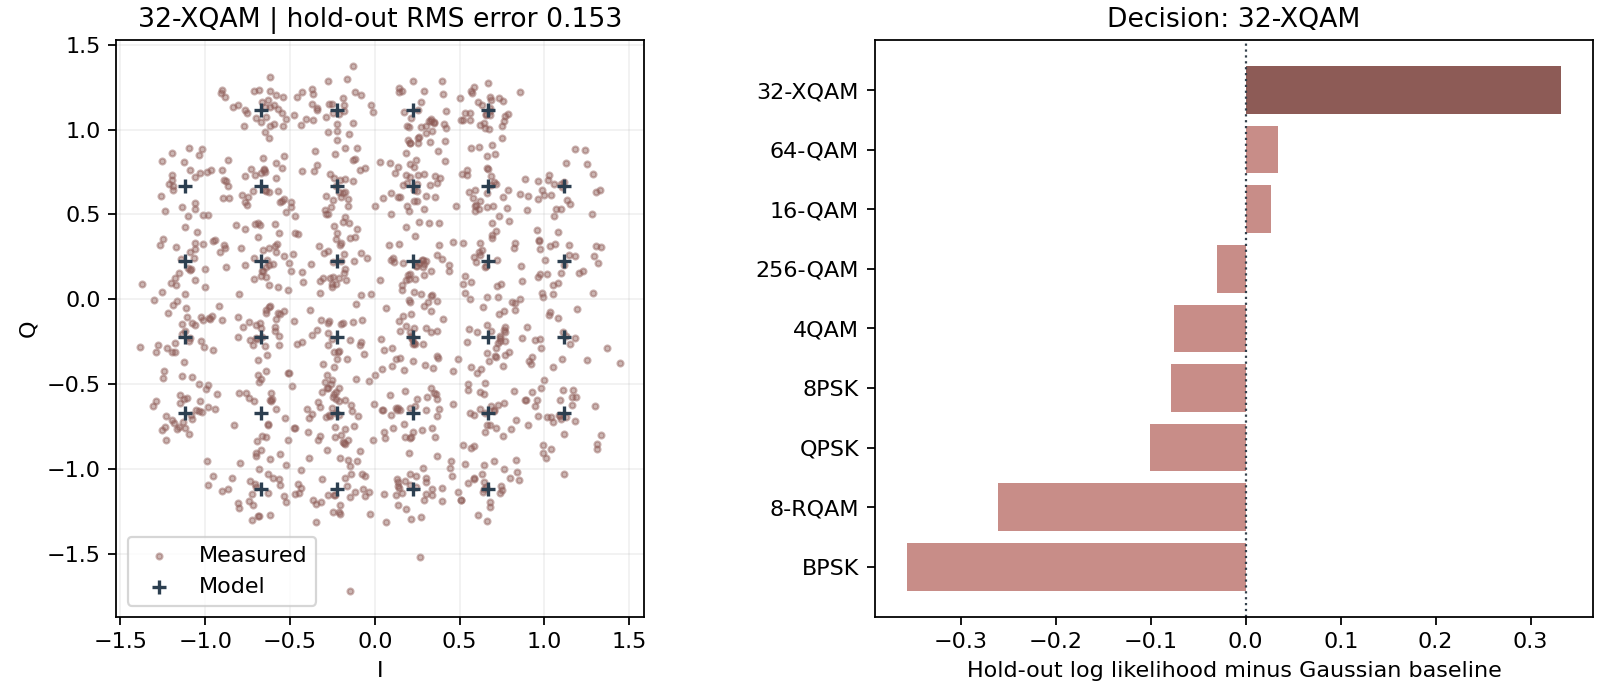 32-XQAM | hold-out RMS error 0.153
1.5
1.0
0.5
0.0
−0.5
−1.0
−1.5
Q
Measured
Model
−1.5
−1.0
−0.5
0.0
0.5
1.0
1.5
I
Decision: 32-XQAM
32-XQAM
64-QAM
16-QAM
256-QAM
4QAM
8PSK
QPSK
8-RQAM
BPSK
−0.3
−0.2
−0.1
0.0
0.1
0.2
0.3
Hold-out log likelihood minus Gaussian baseline